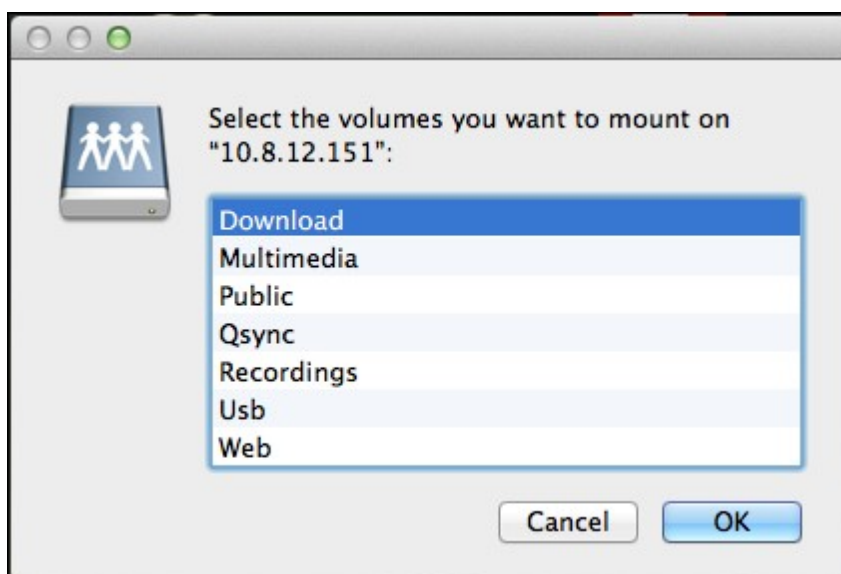 Select the volumes you want to mount on
“10.8.12.151”:
Download
Multimedia
Public
Qsync
Recordings
Usb
Web
Cancel OK